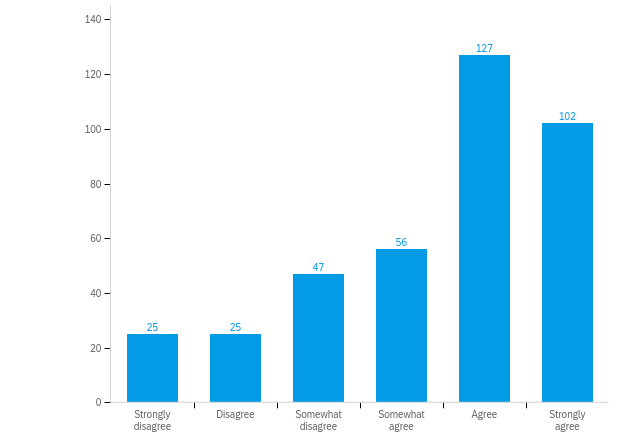 140
120
100
80
60
40
20
0
25
25
47
56
127
102
Strongly
disagree
Disagree
Somewhat
disagree
Somewhat
agree
Agree
Strongly
agree